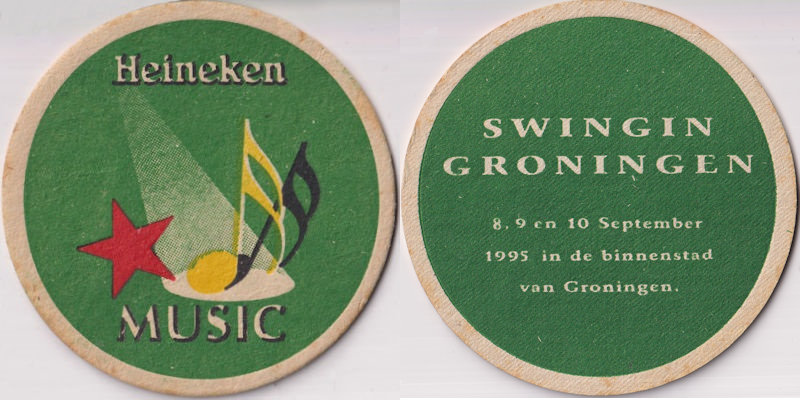 Heineken
MUSIC
SWINGIN
GRONINGEN
8, 9 en 10 September
1995 in de binnenstad
van Groningen.